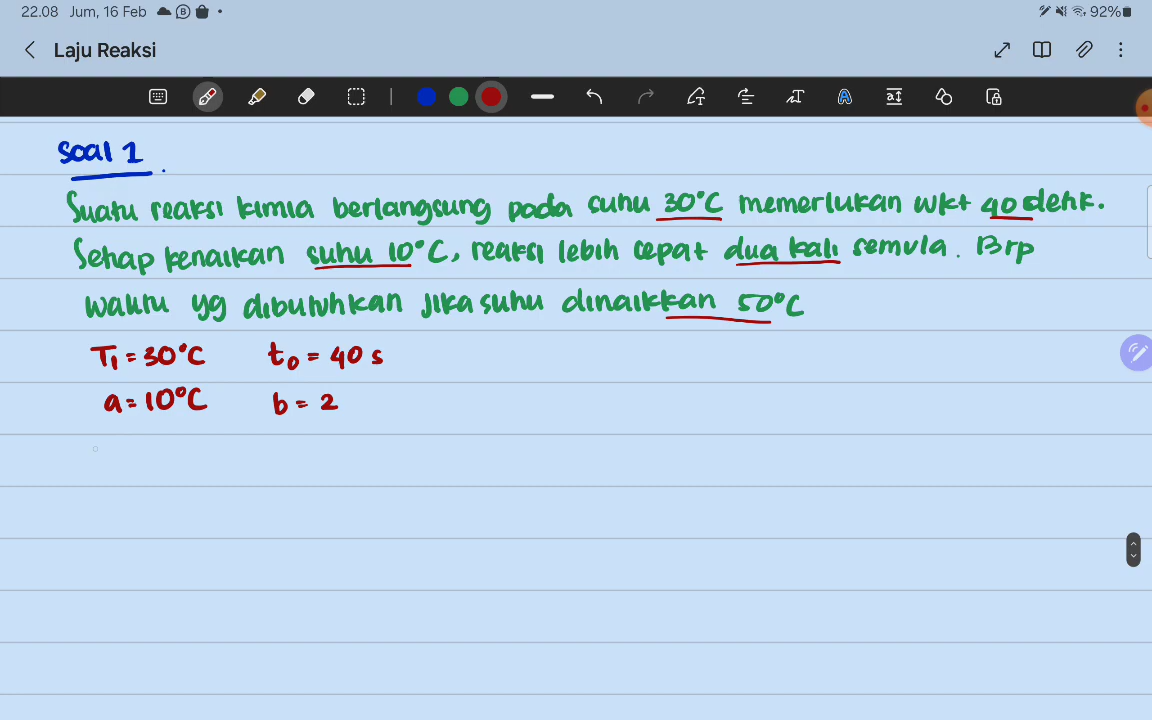 22.08 Jum, 16 Feb
92%
Laju Reaksi
Soal 1
Suatu reaksi kimia berlangsung pada suhu 30°C memerlukan wkt 40 detik.
Setiap kenaikan suhu 10°C, reaksi lebih cepat dua kali semula. Brp
waktu yg dibutuhkan jika suhu dinaikkan 50°C
T₁ = 30°C t₀ = 40 s
a = 10°C b = 2